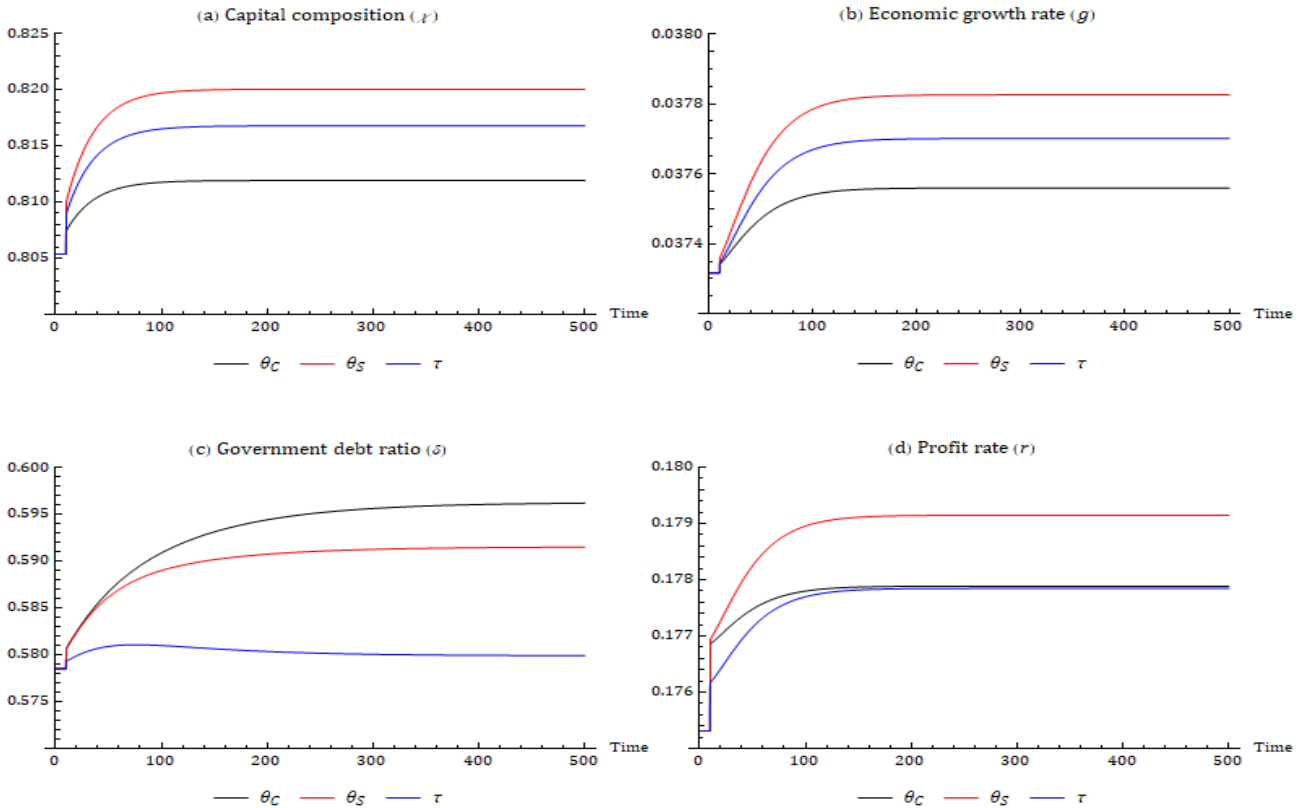 (a) Capital composition (χ)
0.825
0.820
0.815
0.810
0.805
0 100 200 300 400 500 Time
θC θS τ
(b) Economic growth rate (g)
0.0380
0.0378
0.0376
0.0374
0 100 200 300 400 500 Time
θC θS τ
(c) Government debt ratio (δ)
0.600
0.595
0.590
0.585
0.580
0.575
0 100 200 300 400 500 Time
θC θS τ
(d) Profit rate (r)
0.180
0.179
0.178
0.177
0.176
0 100 200 300 400 500 Time
θC θS τ